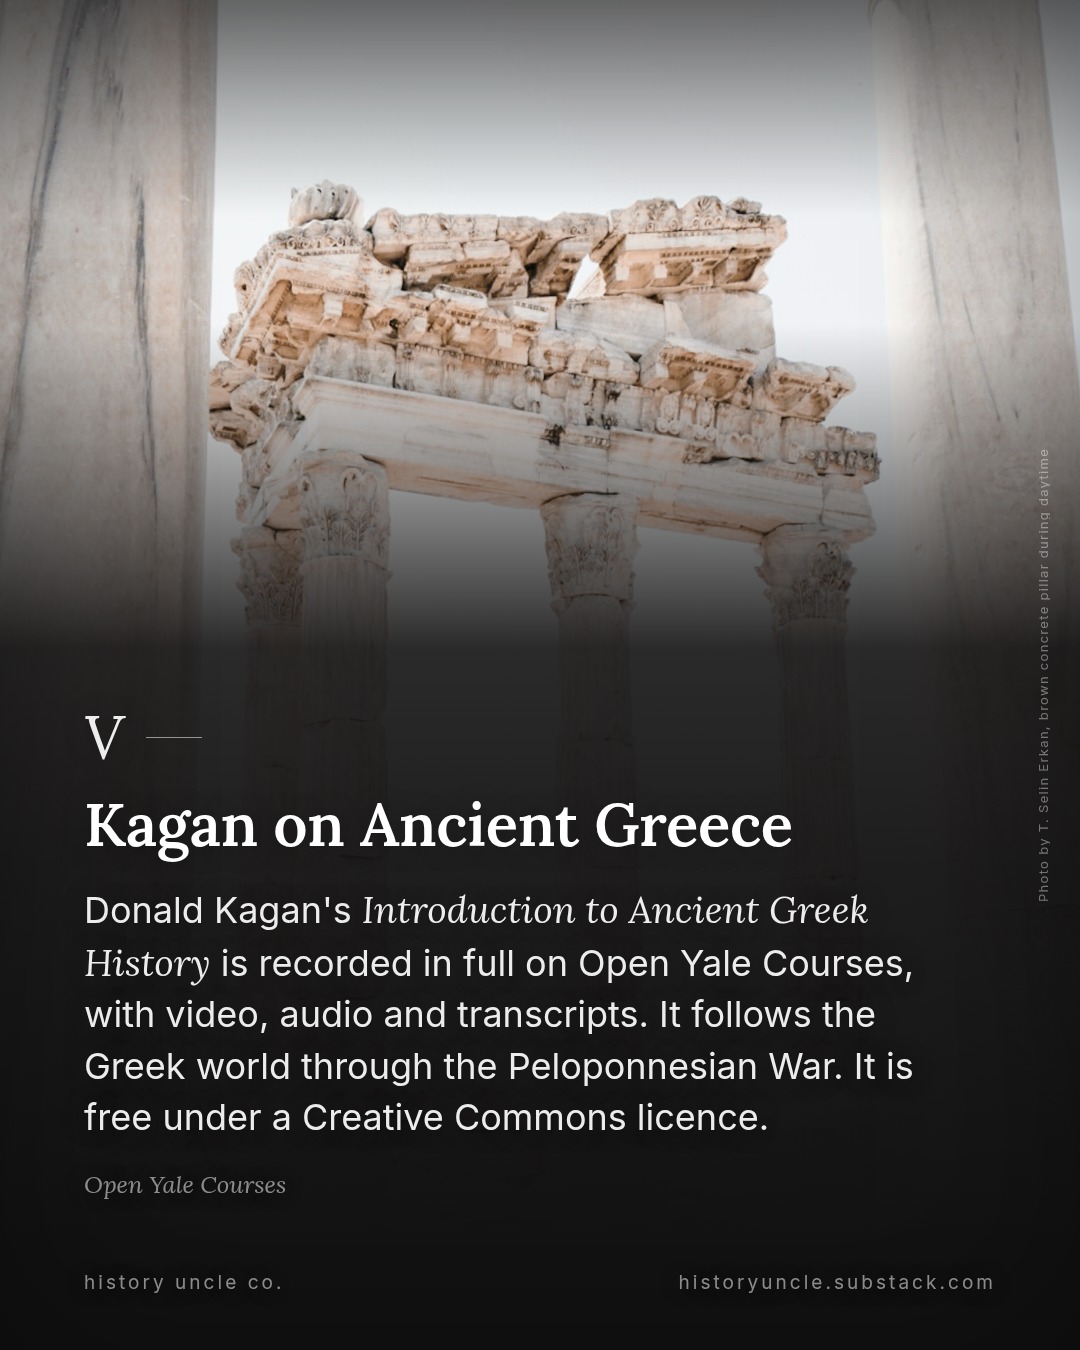 V
Kagan on Ancient Greece
Donald Kagan's Introduction to Ancient Greek
History is recorded in full on Open Yale Courses,
with video, audio and transcripts. It follows the
Greek world through the Peloponnesian War. It is
free under a Creative Commons licence.
Open Yale Courses
history uncle co.
historyuncle.substack.com
Photo by T. Selin Erkan, brown concrete pillar during daytime